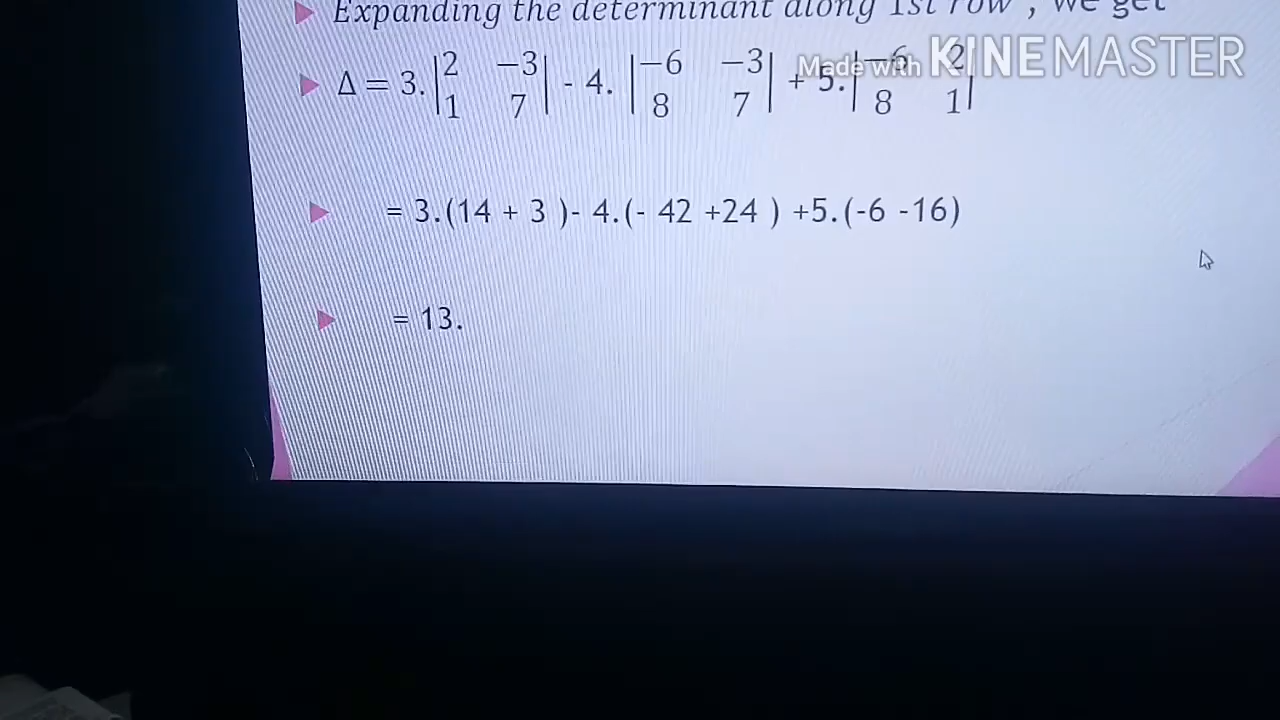 Expanding the determinant along 1st row , we get
Made with KINEMASTER
Δ = 3. |2 −3| - 4. |−6 −3| + 5. |−6 2|
|1 7| |8 7| |8 1|
= 3.(14 + 3 )- 4.(- 42 +24 ) +5.(-6 -16)
= 13.